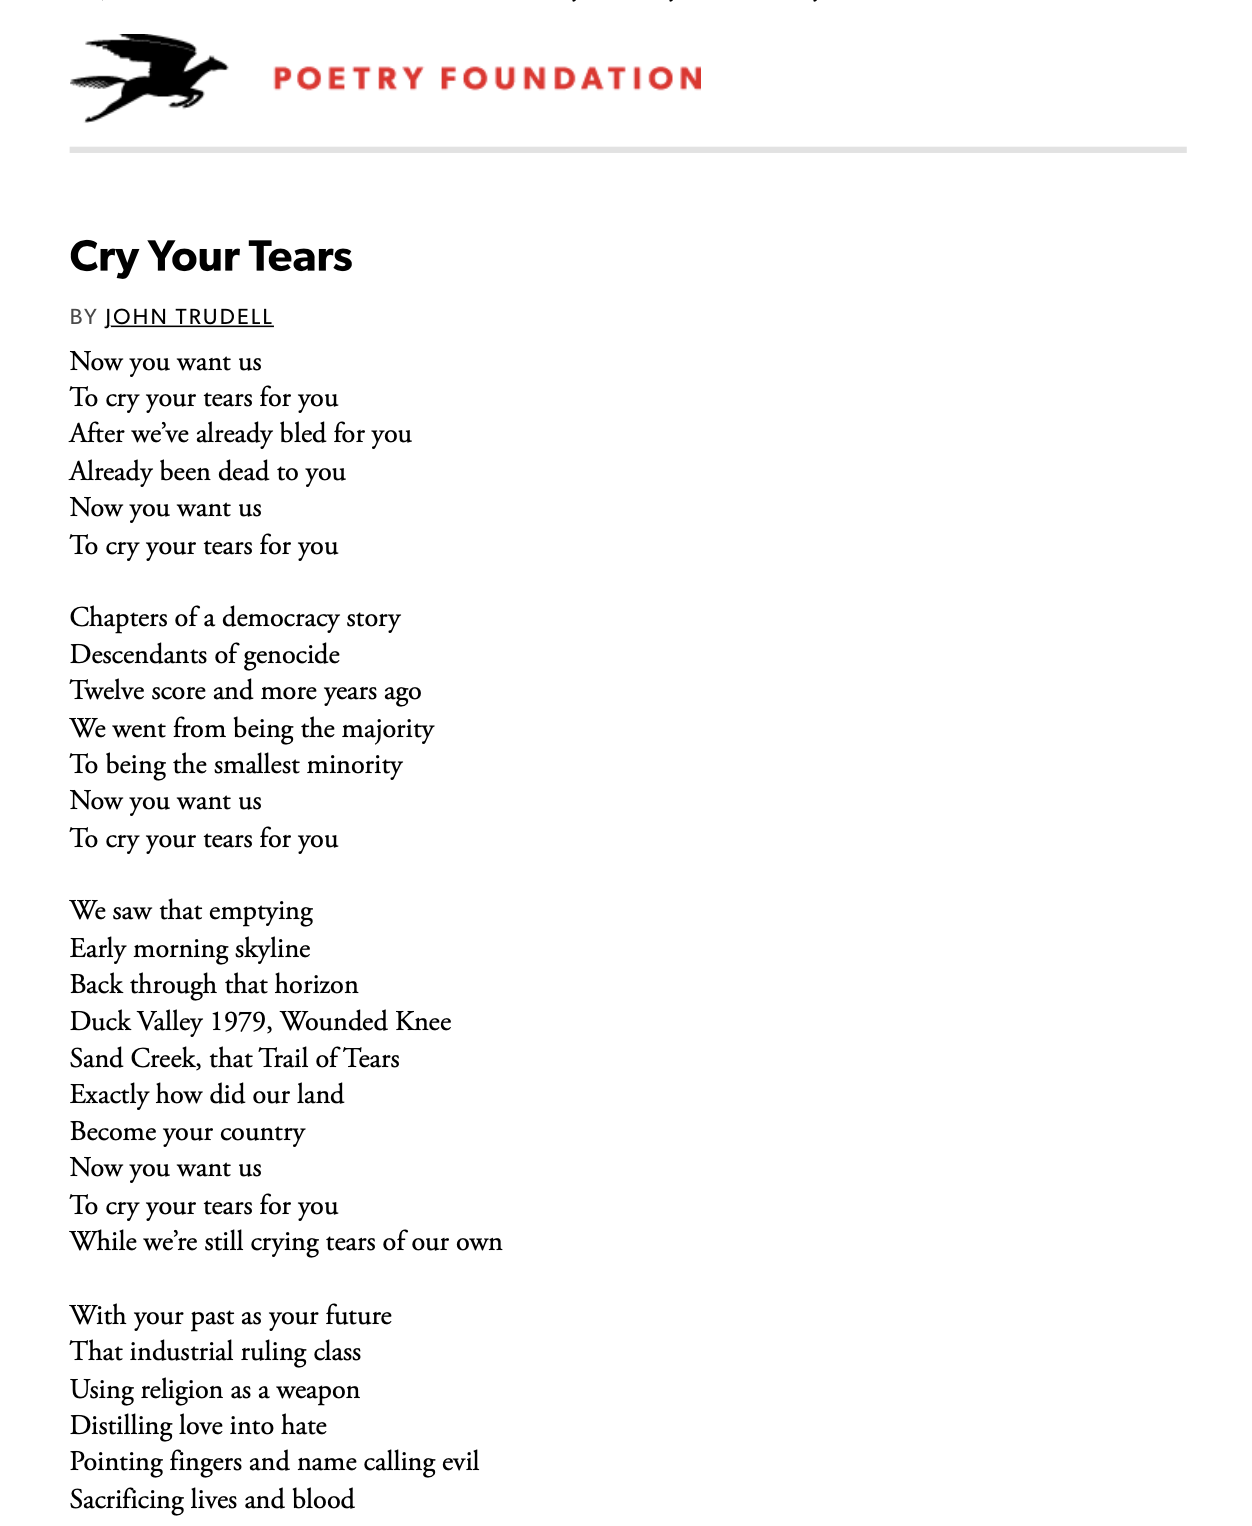 POETRY FOUNDATION
Cry Your Tears
BY JOHN TRUDELL
Now you want us
To cry your tears for you
After we’ve already bled for you
Already been dead to you
Now you want us
To cry your tears for you
Chapters of a democracy story
Descendants of genocide
Twelve score and more years ago
We went from being the majority
To being the smallest minority
Now you want us
To cry your tears for you
We saw that emptying
Early morning skyline
Back through that horizon
Duck Valley 1979, Wounded Knee
Sand Creek, that Trail of Tears
Exactly how did our land
Become your country
Now you want us
To cry your tears for you
While we’re still crying tears of our own
With your past as your future
That industrial ruling class
Using religion as a weapon
Distilling love into hate
Pointing fingers and name calling evil
Sacrificing lives and blood